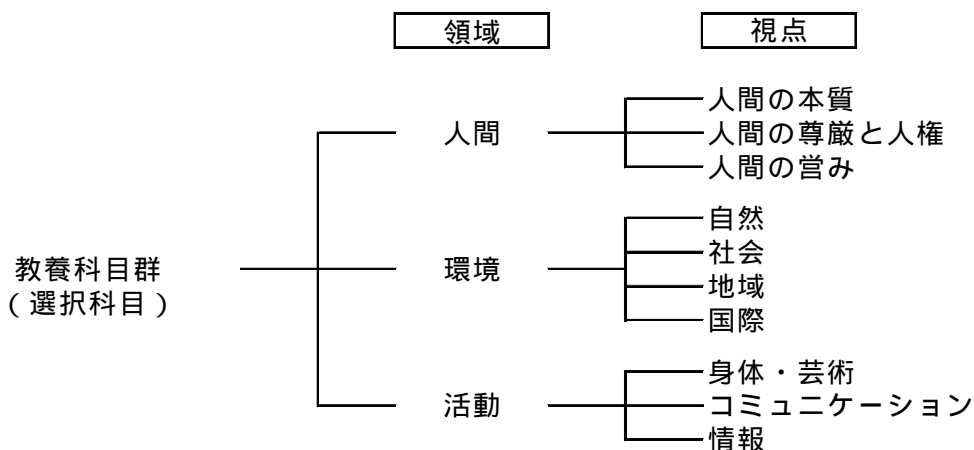 領域
視点
人間の本質
人間
人間の尊厳と人権
人間の営み
自然
社会
教養科目群
（選択科目）
環境
地域
国際
身体・芸術
活動
コミュニケーション
情報